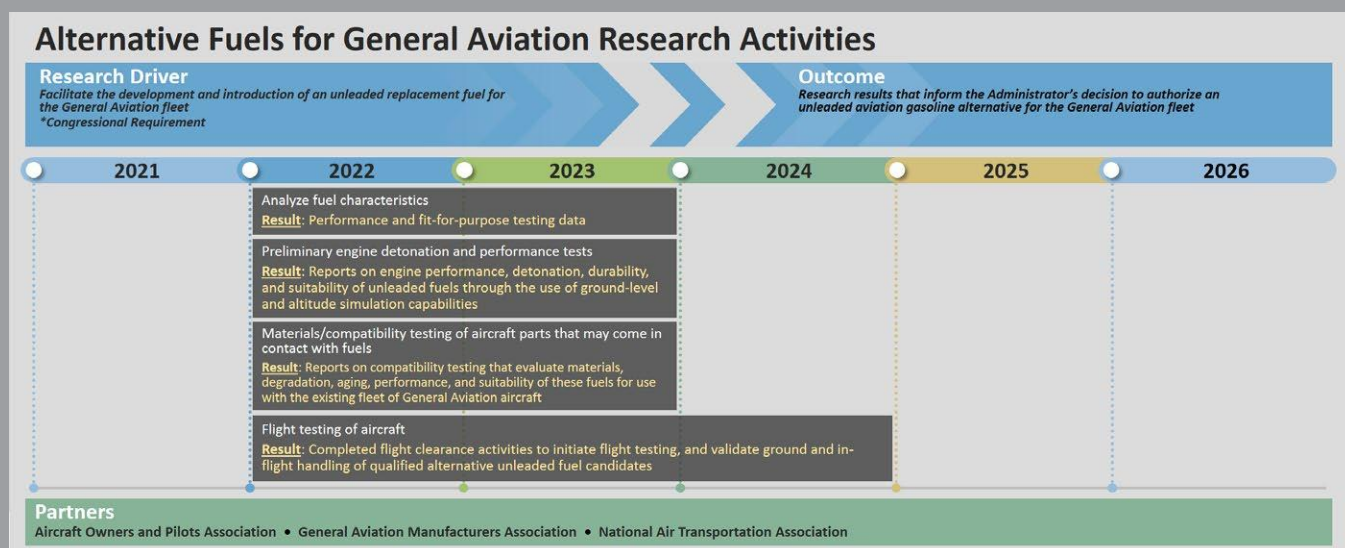 Alternative Fuels for General Aviation Research Activities
Research Driver
Facilitate the development and introduction of an unleaded replacement fuel for
the General Aviation fleet
*Congressional Requirement
Outcome
Research results that inform the Administrator's decision to authorize an
unleaded aviation gasoline alternative for the General Aviation fleet
2021 2022 2023 2024 2025 2026
Analyze fuel characteristics
Result: Performance and fit-for-purpose testing data
Preliminary engine detonation and performance tests
Result: Reports on engine performance, detonation, durability,
and suitability of unleaded fuels through the use of ground-level
and altitude simulation capabilities
Materials/compatibility testing of aircraft parts that may come in
contact with fuels
Result: Reports on compatibility testing that evaluate materials,
degradation, aging, performance, and suitability of these fuels for use
with the existing fleet of General Aviation aircraft
Flight testing of aircraft
Result: Completed flight clearance activities to initiate flight testing, and validate ground and in-
flight handling of qualified alternative unleaded fuel candidates
Partners
Aircraft Owners and Pilots Association • General Aviation Manufacturers Association • National Air Transportation Association